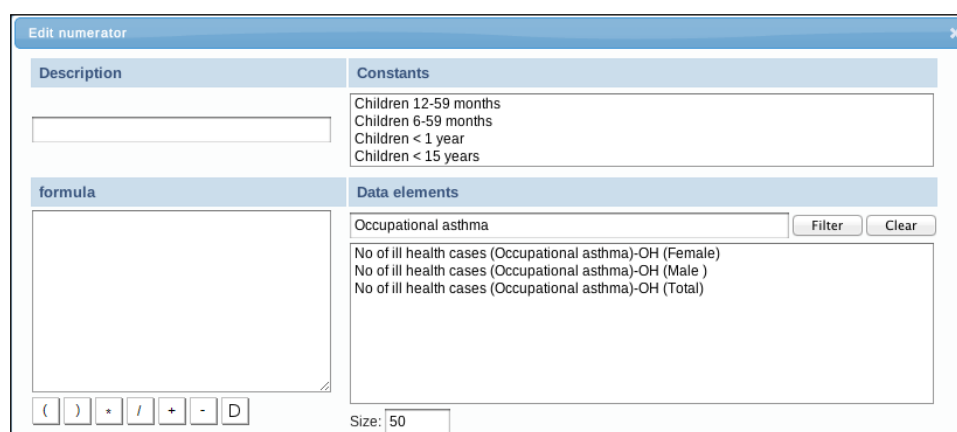 Edit numerator
Description
Constants
Children 12-59 months
Children 6-59 months
Children < 1 year
Children < 15 years
formula
Data elements
Occupational asthma
Filter
Clear
No of ill health cases (Occupational asthma)-OH (Female)
No of ill health cases (Occupational asthma)-OH (Male )
No of ill health cases (Occupational asthma)-OH (Total)
( ) * / + - D
Size: 50